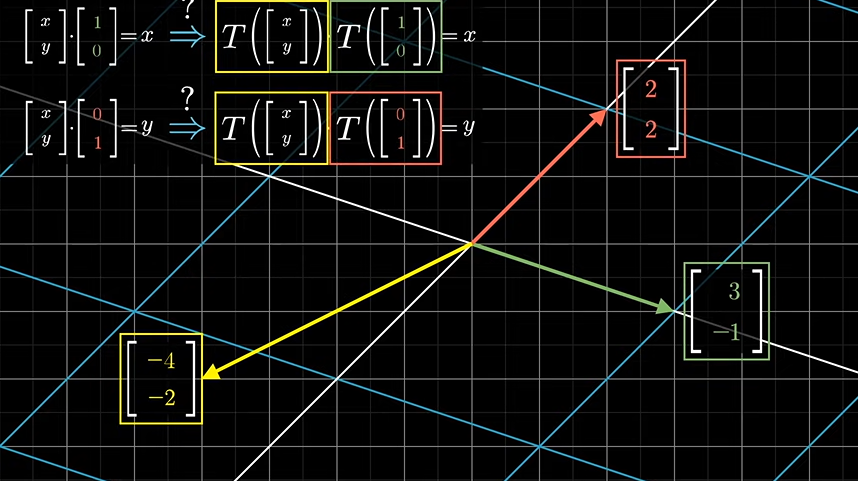 ? 
[x y]·[1 0]=x ⇒ T([x y])·T([1 0])=x
?
[x y]·[0 1]=y ⇒ T([x y])·T([0 1])=y
[2 2]
[3 −1]
[−4 −2]